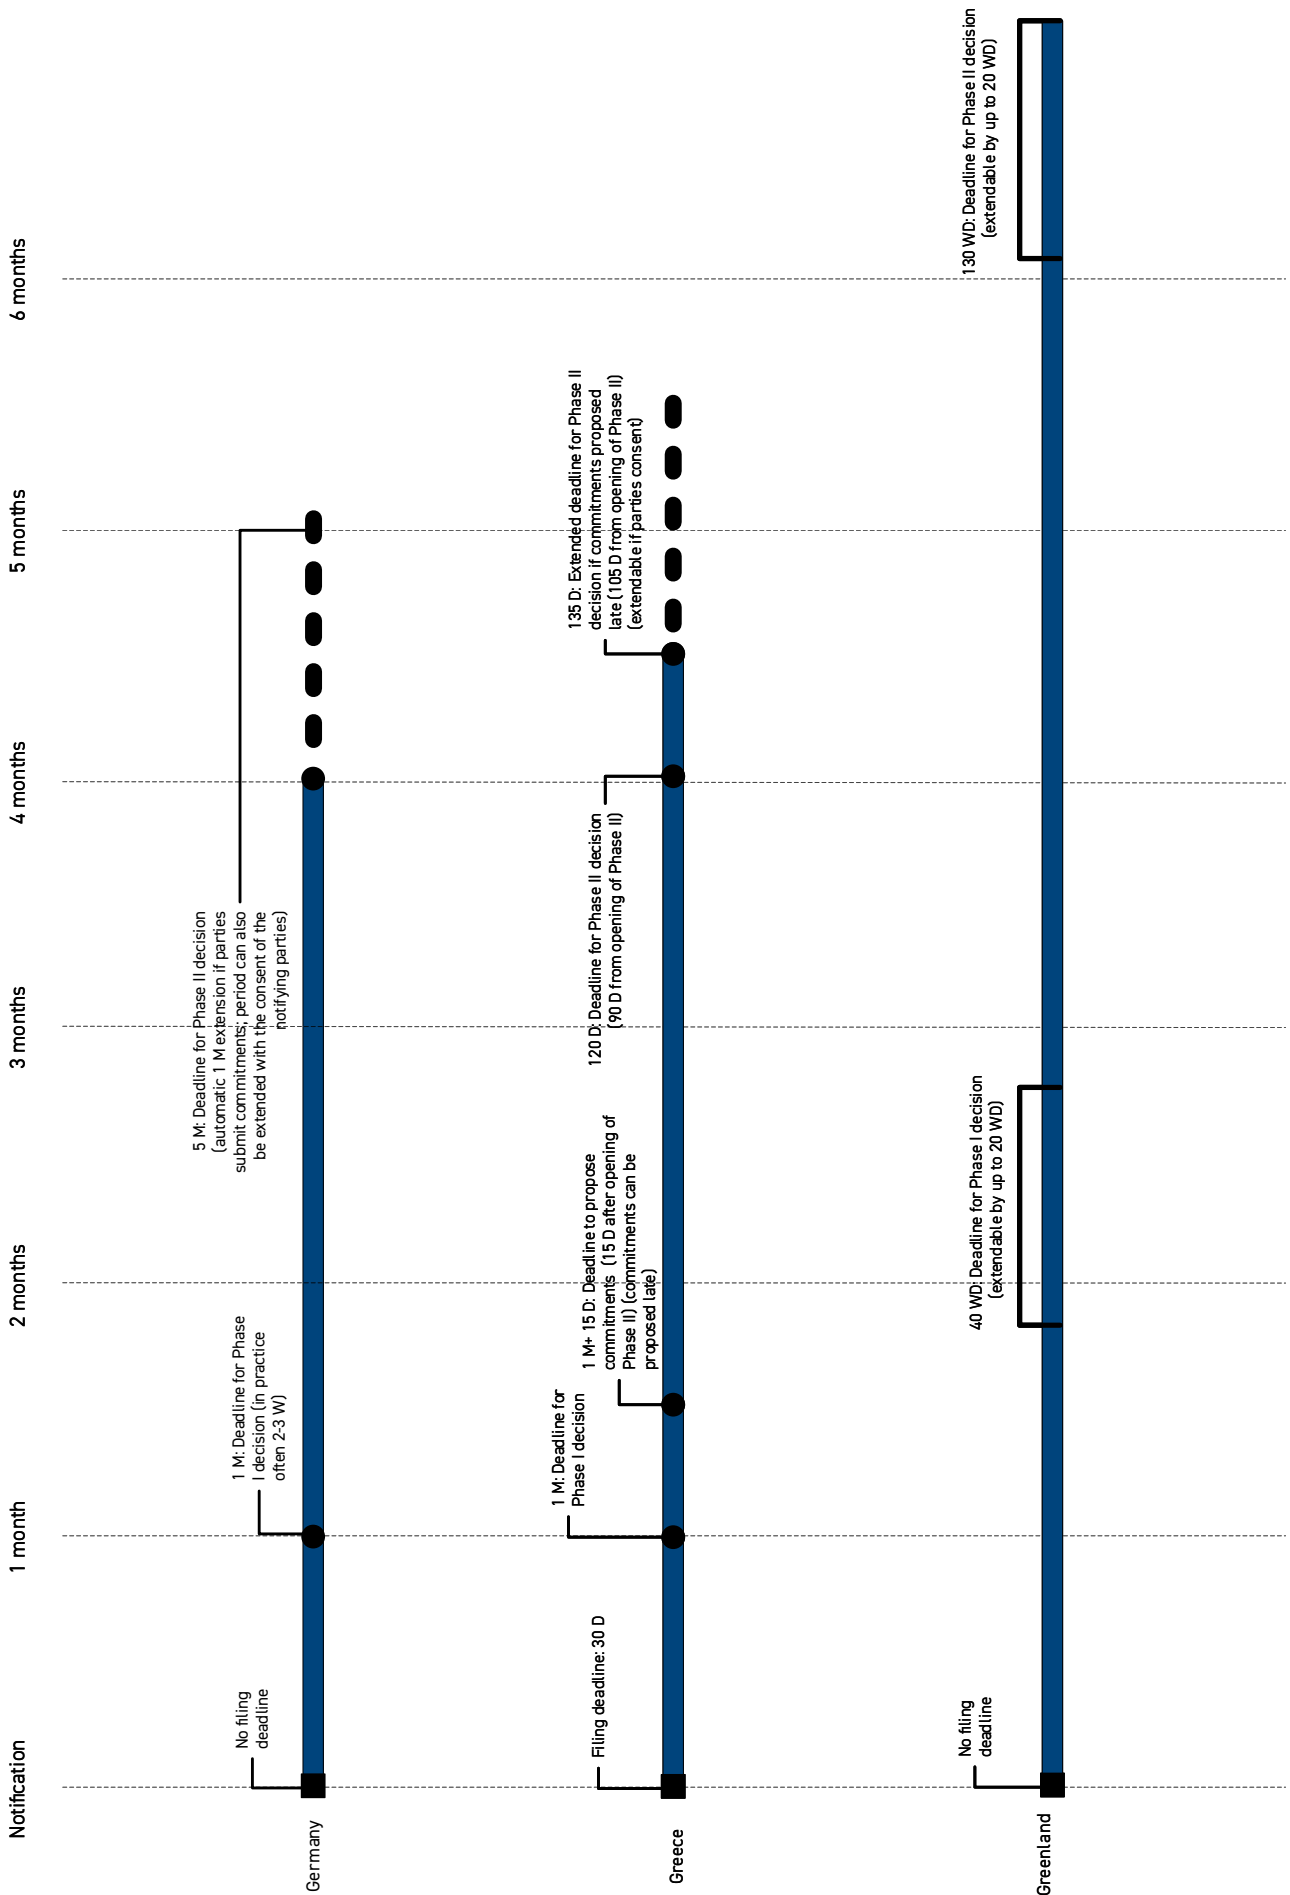 Notification
1 month
2 months
3 months
4 months
5 months
6 months
Germany
No filing
deadline
1 M: Deadline for Phase
I decision (in practice
often 2-3 W)
5 M: Deadline for Phase II decision
(automatic 1 M extension if parties
submit commitments; period can also
be extended with the consent of the
notifying parties)
Greece
Filing deadline: 30 D
1 M: Deadline for
Phase I decision
1 M+ 15 D: Deadline to propose
commitments (15 D after opening of
Phase II) (commitments can be
proposed late)
120 D: Deadline for Phase II decision
(90 D from opening of Phase II)
135 D: Extended deadline for Phase II
decision if commitments proposed
late (105 D from opening of Phase II)
(extendable if parties consent)
Greenland
No filing
deadline
40 WD: Deadline for Phase I decision
(extendable by up to 20 WD)
130 WD: Deadline for Phase II decision
(extendable by up to 20 WD)